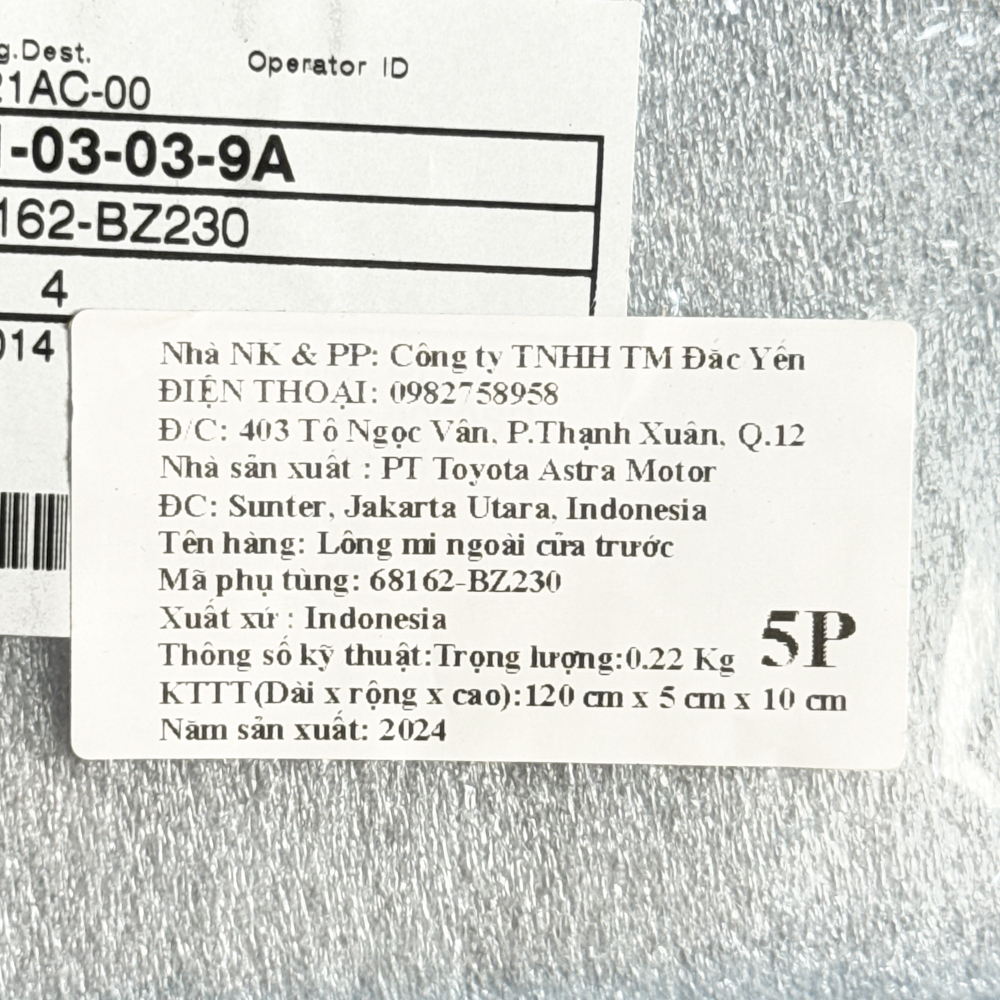 g.Dest.
Operator ID
21AC-00
-03-03-9A
162-BZ230
4
014
Nhà NK & PP: Công ty TNHH TM Đắc Yến
ĐIỆN THOẠI: 0982758958
Đ/C: 403 Tô Ngọc Vân, P.Thạnh Xuân, Q.12
Nhà sản xuất : PT Toyota Astra Motor
ĐC: Sunter, Jakarta Utara, Indonesia
Tên hàng: Lông mi ngoài cửa trước
Mã phụ tùng: 68162-BZ230
Xuất xứ : Indonesia
5P
Thông số kỹ thuật:Trọng lượng:0.22 Kg
KTTT(Dài x rộng x cao):120 cm x 5 cm x 10 cm
Năm sản xuất: 2024